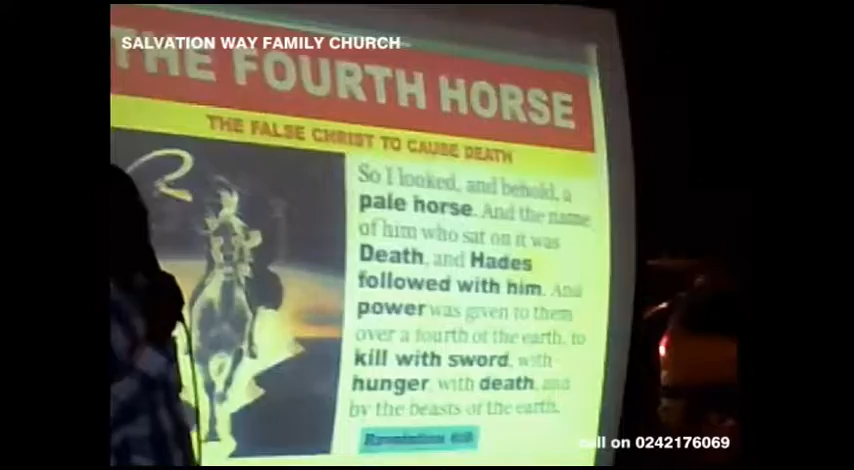 SALVATION WAY FAMILY CHURCH
THE FOURTH HORSE
THE FALSE CHRIST TO CAUSE DEATH
So I looked, and behold, a
pale horse. And the name
of him who sat on it was
Death, and Hades
followed with him. And
power was given to them
over a fourth of the earth, to
kill with sword, with
hunger with death, and
by the beasts of the earth.
Revelation 6:8
call on 0242176069